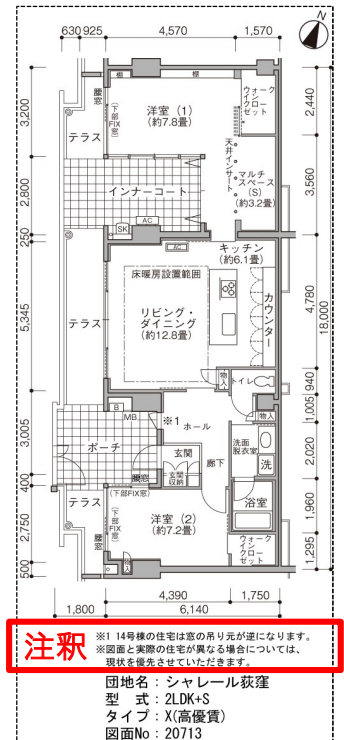 N
630 925 4,570 1,570
棚 棚
腰窓
(下部FIX窓)
洋室（1）
(約7.8畳)
ウォークインクローゼット
3,200
2,440
テラス
天井インサート
マルチ
スペース
(S)
(約3.2畳)
インナーコート
2,800
3,560
AC
SK
250
AC
キッチン
(約6.1畳)
床暖房設置範囲
カウンター
リビング・
ダイニング
(約12.8畳)
テラス
5,345
4,780
18,000
物入
トイレ
940
B
MB
※1
ホール
物入
1,005
ポーチ
3,005
玄関
玄関
収納
廊下
洗面
脱衣室
洗
2,020
腰窓
(下部FIX窓)
400
浴室
テラス
腰窓
(下部FIX窓)
洋室（2）
(約7.2畳)
2,750
1,960
物入
ウォークインクローゼット
500
1,295
4,390 1,750
1,800 6,140
注釈
※1 14号棟の住宅は窓の吊り元が逆になります。
※図面と実際の住宅が異なる場合については、
現状を優先させていただきます。
団地名：シャレール荻窪
型　式：2LDK+S
タイプ：X(高優賃)
図面No：20713